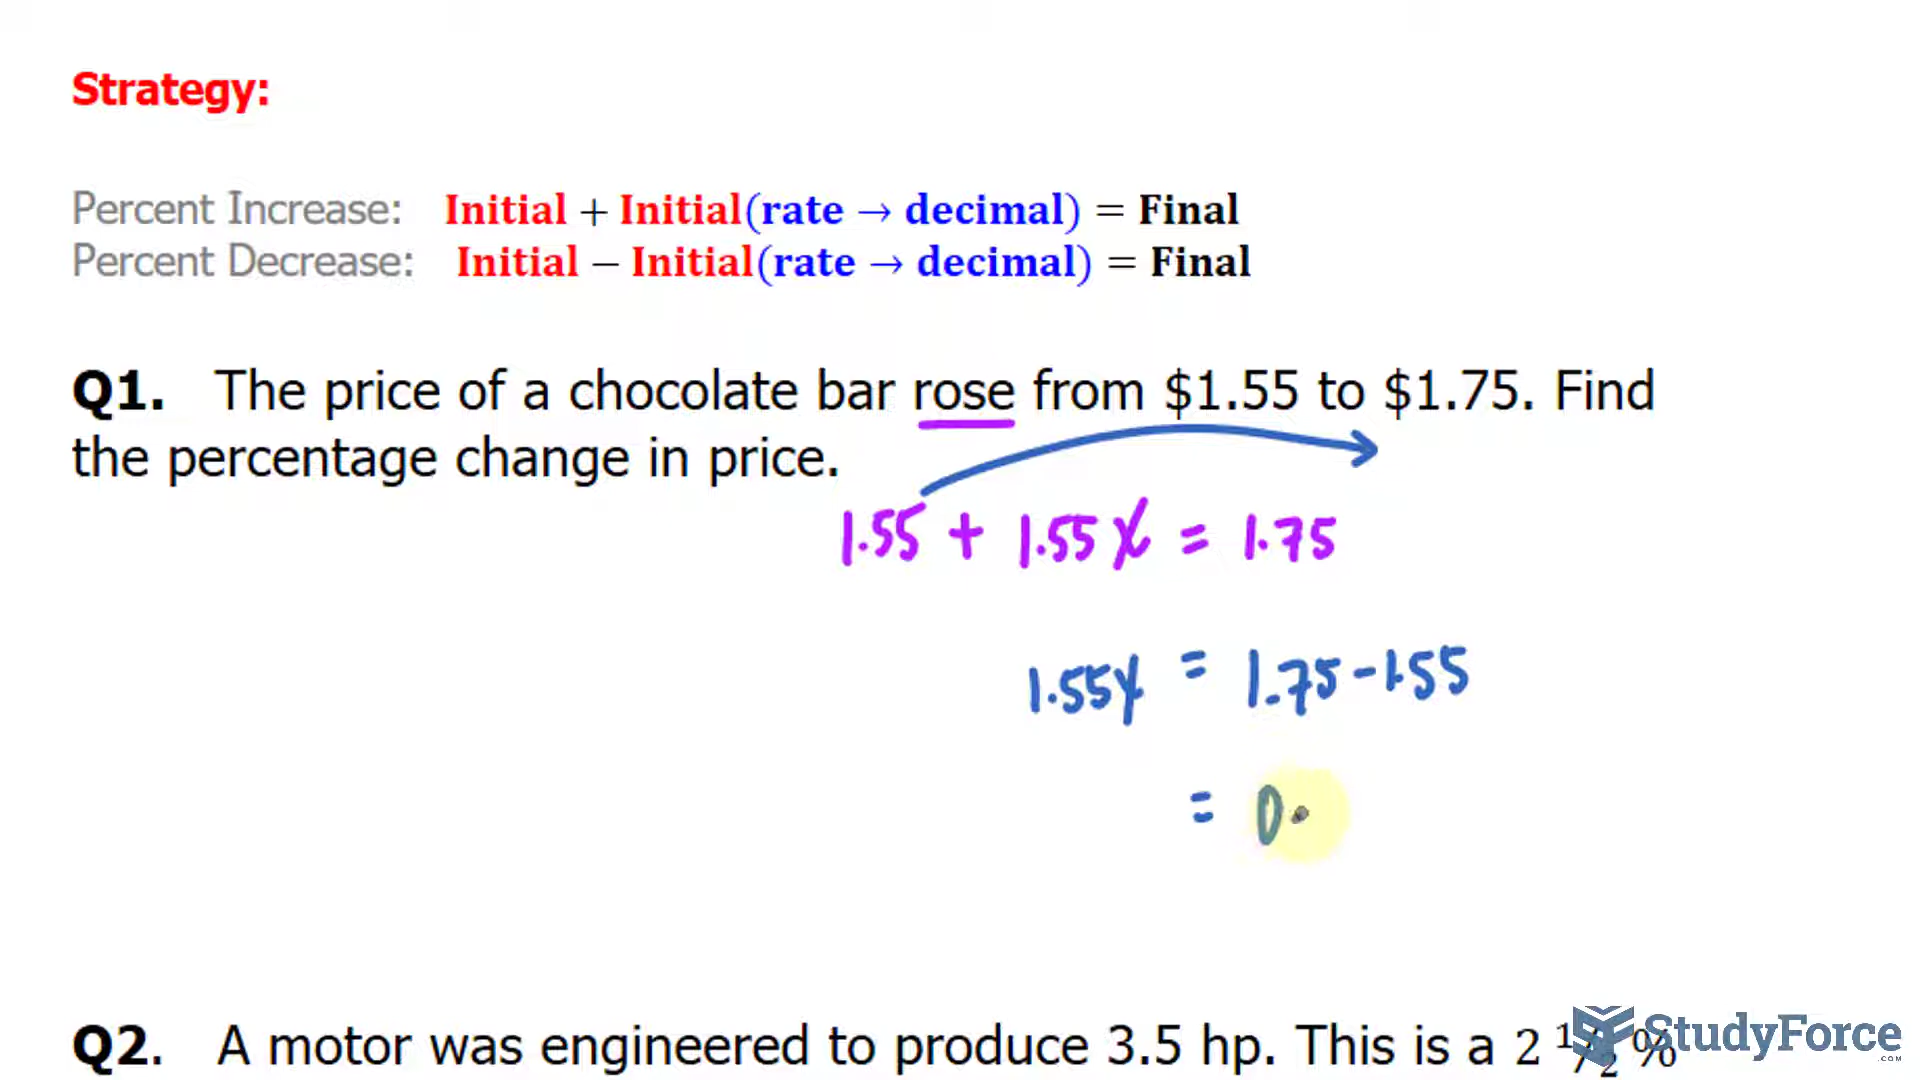 Strategy:
Percent Increase: Initial + Initial(rate → decimal) = Final
Percent Decrease: Initial − Initial(rate → decimal) = Final
Q1. The price of a chocolate bar rose from $1.55 to $1.75. Find
the percentage change in price.
1.55 + 1.55x = 1.75
1.55x = 1.75-1.55
= 0.
Q2. A motor was engineered to produce 3.5 hp. This is a 2 1/2 %
StudyForce
.COM